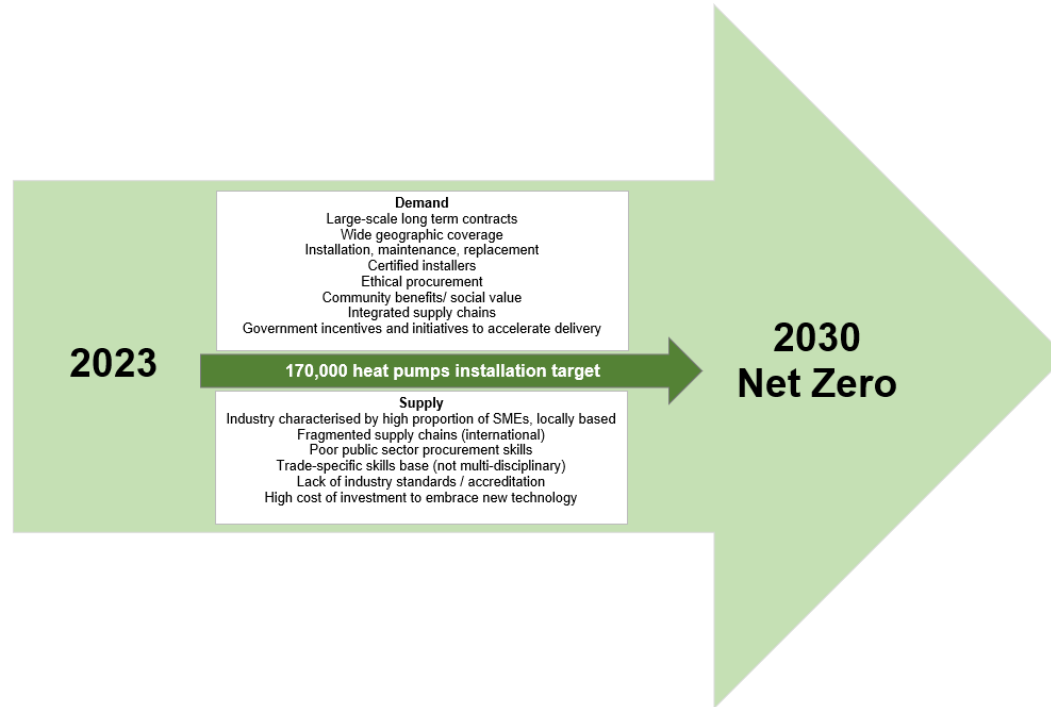 2023
Demand
Large-scale long term contracts
Wide geographic coverage
Installation, maintenance, replacement
Certified installers
Ethical procurement
Community benefits/ social value
Integrated supply chains
Government incentives and initiatives to accelerate delivery
170,000 heat pumps installation target
Supply
Industry characterised by high proportion of SMEs, locally based
Fragmented supply chains (international)
Poor public sector procurement skills
Trade-specific skills base (not multi-disciplinary)
Lack of industry standards / accreditation
High cost of investment to embrace new technology
2030
Net Zero